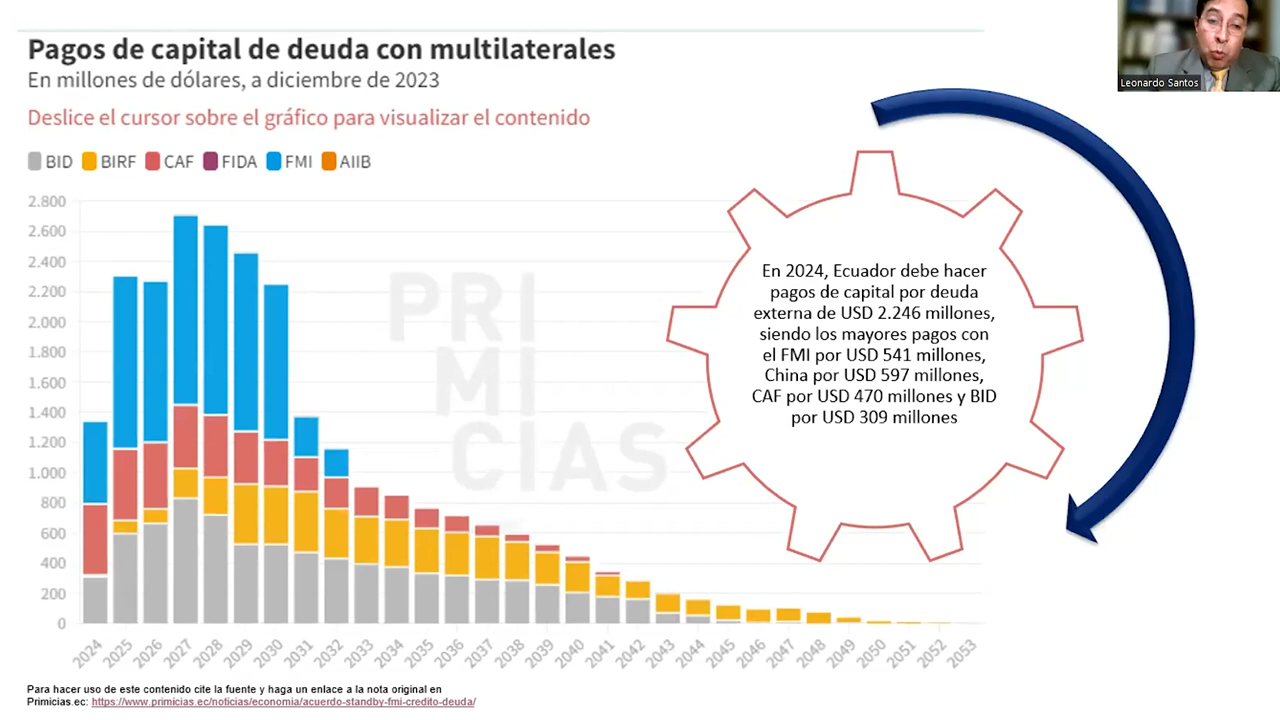 Pagos de capital de deuda con multilaterales
En millones de dólares, a diciembre de 2023
Deslice el cursor sobre el gráfico para visualizar el contenido
BID BIRF CAF FIDA FMI AIIB
2.800
2.600
2.400
2.200
2.000
1.800
1.600
1.400
1.200
1.000
800
600
400
200
0
2024 2025 2026 2027 2028 2029 2030 2031 2032 2033 2034 2035 2036 2037 2038 2039 2040 2041 2042 2043 2044 2045 2046 2047 2048 2049 2050 2051 2052 2053
PRI
MI
CIAS
Leonardo Santos
En 2024, Ecuador debe hacer
pagos de capital por deuda
externa de USD 2.246 millones,
siendo los mayores pagos con
el FMI por USD 541 millones,
China por USD 597 millones,
CAF por USD 470 millones y BID
por USD 309 millones
Para hacer uso de este contenido cite la fuente y haga un enlace a la nota original en
Primicias.ec: https://www.primicias.ec/noticias/economia/acuerdo-standby-fmi-credito-deuda/